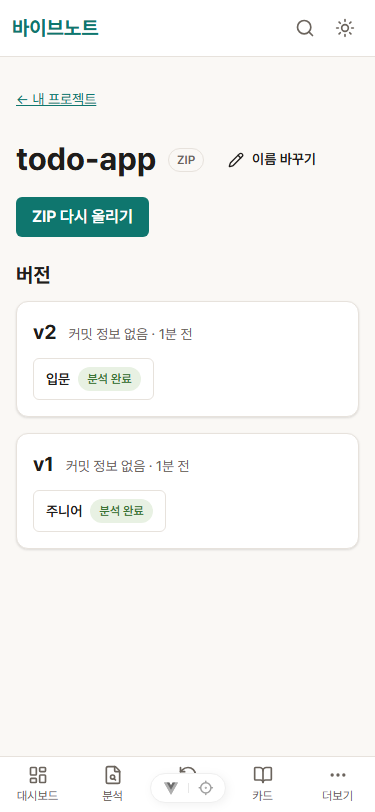 바이브노트
← 내 프로젝트
todo-app ZIP 이름 바꾸기
ZIP 다시 올리기
버전
v2 커밋 정보 없음 · 1분 전
입문 분석 완료
v1 커밋 정보 없음 · 1분 전
주니어 분석 완료
대시보드 분석 카드 더보기